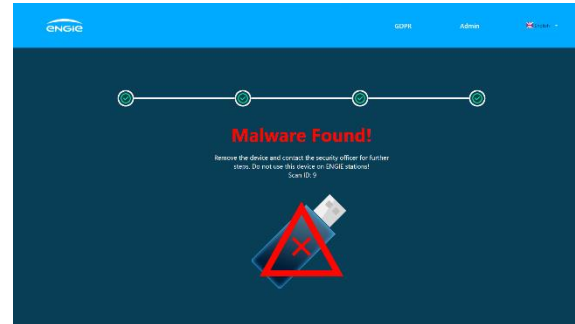 ENGIE
GDPR Admin English
Malware Found!
Remove the device and contact the security officer for further
steps. Do not use this device on ENGIE stations!
Scan ID: 9